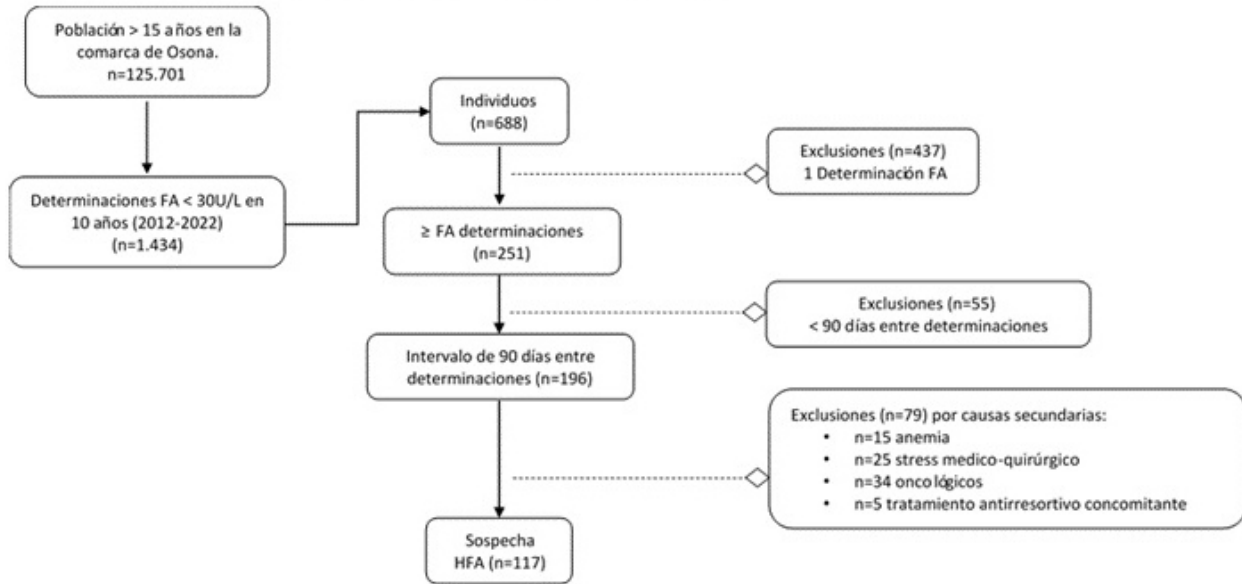 Población > 15 años en la
comarca de Osona.
n=125.701
Determinaciones FA < 30U/L en
10 años (2012-2022)
(n=1.434)
Individuos
(n=688)
Exclusiones (n=437)
1 Determinación FA
≥ FA determinaciones
(n=251)
Exclusiones (n=55)
< 90 días entre determinaciones
Intervalo de 90 días entre
determinaciones (n=196)
Exclusiones (n=79) por causas secundarias:
• n=15 anemia
• n=25 stress medico-quirúrgico
• n=34 oncológicos
• n=5 tratamiento antirresortivo concomitante
Sospecha
HFA (n=117)